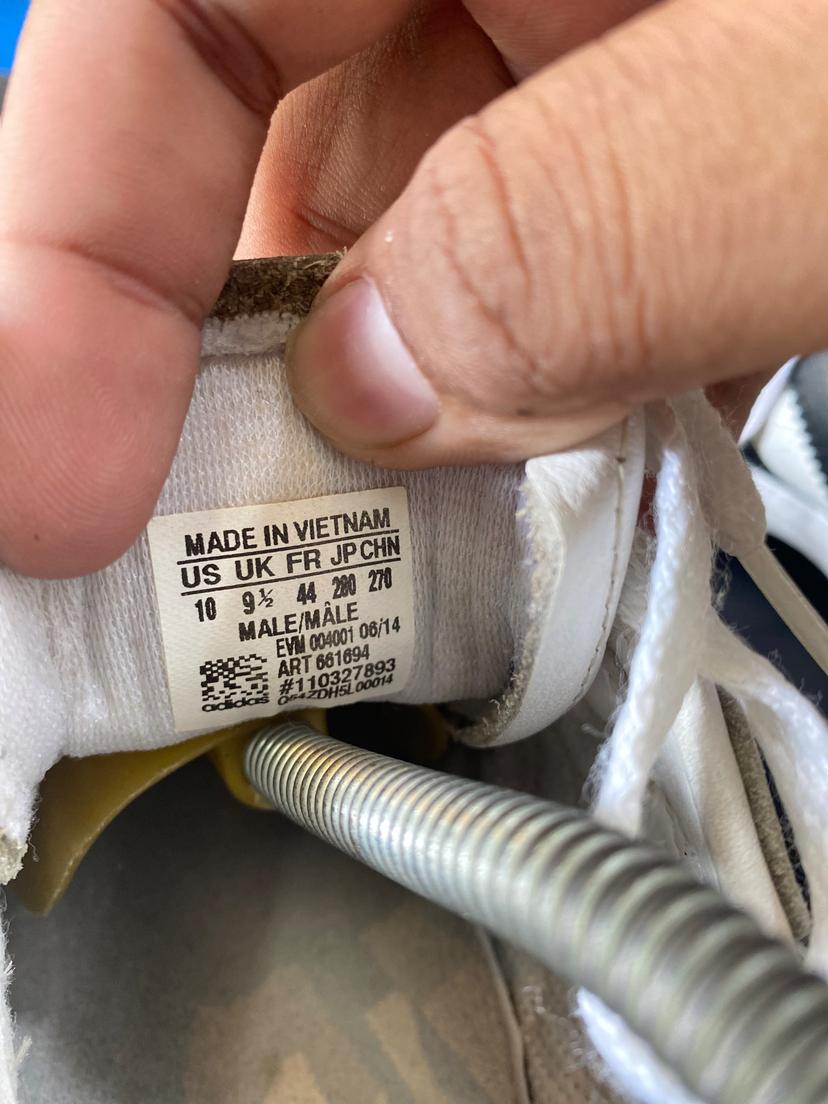 MADE IN VIETNAM
US UK FR JP CHN
10 9½ 44 280 270
MALE/MÂLE
EVM 004001 06/14
ART 661694
#110327893
adidas